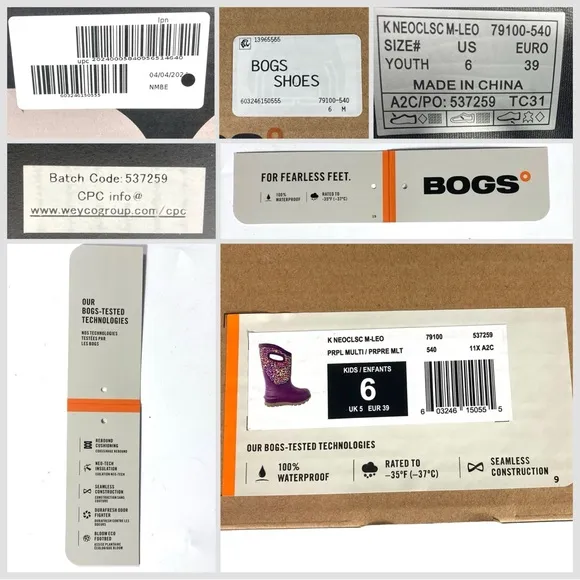 lpn
upc
04/04/202
NMBE
603246150555
13965586
BOGS
SHOES
603246150555 79100-540
6 M
K NEOCLSC M-LEO 79100-540
SIZE# US EURO
YOUTH 6 39
MADE IN CHINA
A2C/PO: 537259 TC31
Batch Code: 537259
CPC info@
www.weycogroup.com/cpc
FOR FEARLESS FEET.
100%
WATERPROOF
RATED TO
-35°F (-37°C)
BOGS
OUR
BOGS-TESTED
TECHNOLOGIES
NOS TECHNOLOGIES
TESTÉES PAR
LES BOGS
REBOUND
CUSHIONING
NEO-TECH
INSULATION
SEAMLESS
CONSTRUCTION
DURAFRESH ODOR
FIGHTER
BLOOM ECO
FOOTBED
K NEOCLSC M-LEO 79100 537259
PRPL MULTI / PRPRE MLT 540 11X A2C
KIDS / ENFANTS
6
UK 5 EUR 39
6 03246 15055 5
OUR BOGS-TESTED TECHNOLOGIES
100%
WATERPROOF
RATED TO
-35°F (-37°C)
SEAMLESS
CONSTRUCTION
9